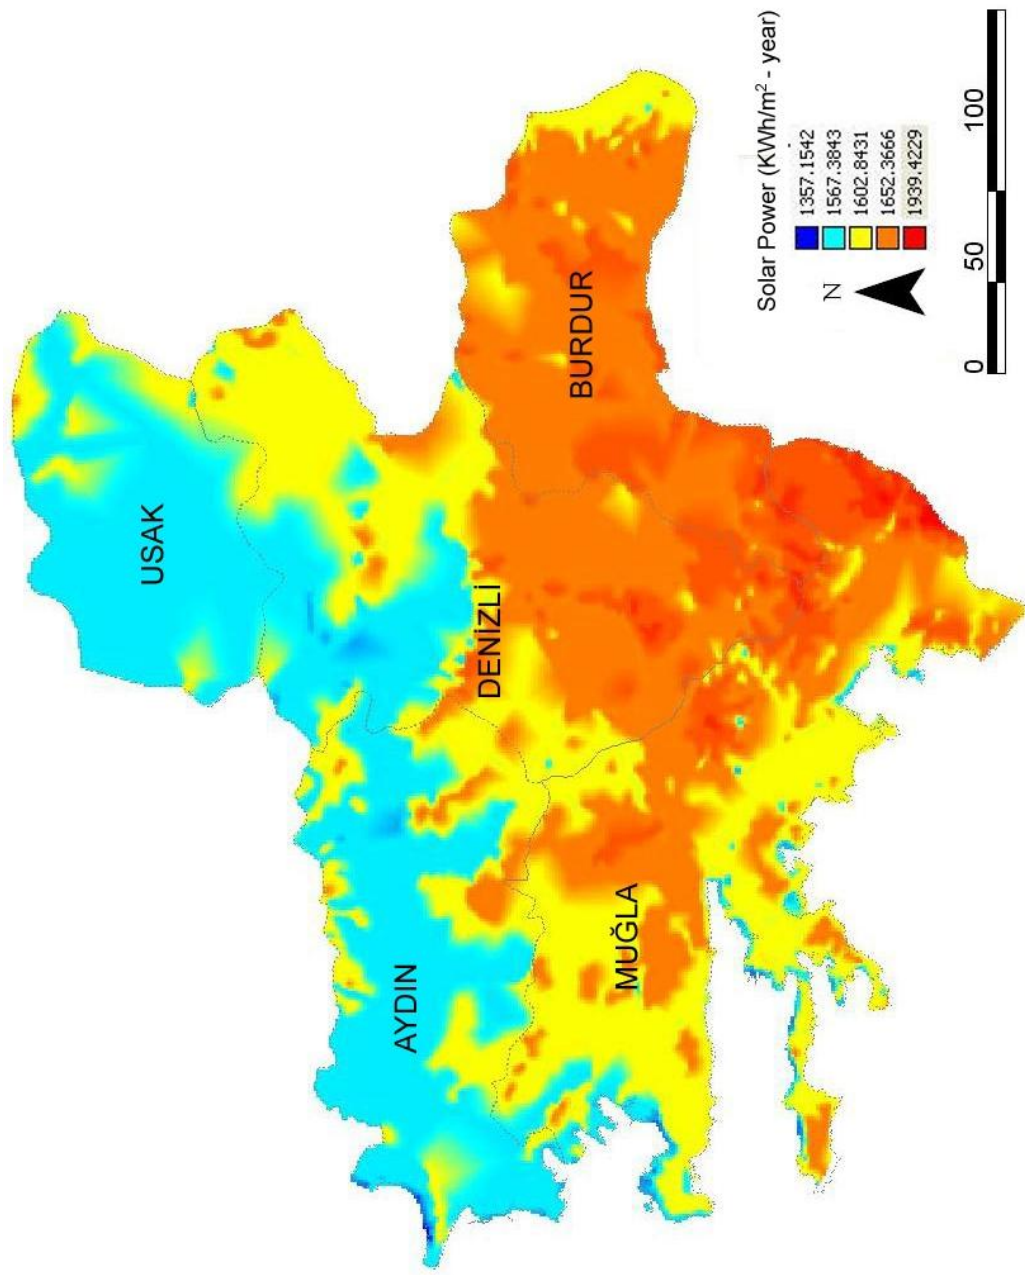 USAK
DENİZLİ
AYDIN
MUĞLA
BURDUR
Solar Power (KWh/m² - year)
N
1357.1542
1567.3843
1602.8431
1652.3666
1939.4229
0 50 100